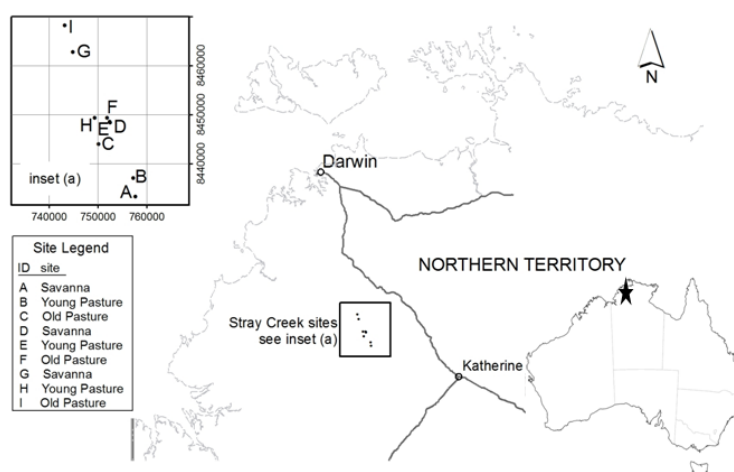 I
G
F
H
E
D
C
B
A
inset (a)
8460000
8450000
8440000
740000 750000 760000
Site Legend
ID site
A Savanna
B Young Pasture
C Old Pasture
D Savanna
E Young Pasture
F Old Pasture
G Savanna
H Young Pasture
I Old Pasture
N
Darwin
NORTHERN TERRITORY
Stray Creek sites
see inset (a)
Katherine